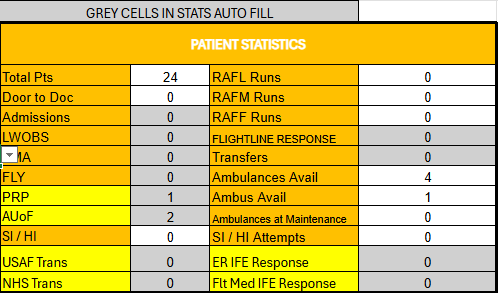 GREY CELLS IN STATS AUTO FILL
PATIENT STATISTICS
Total Pts 24 RAFL Runs 0
Door to Doc 0 RAFM Runs 0
Admissions 0 RAFF Runs 0
LWOBS 0 FLIGHTLINE RESPONSE 0
MA 0 Transfers 0
FLY 0 Ambulances Avail 4
PRP 1 Ambus Avail 1
AUoF 2 Ambulances at Maintenance 0
SI / HI 0 SI / HI Attempts 0
USAF Trans 0 ER IFE Response 0
NHS Trans 0 Flt Med IFE Response 0